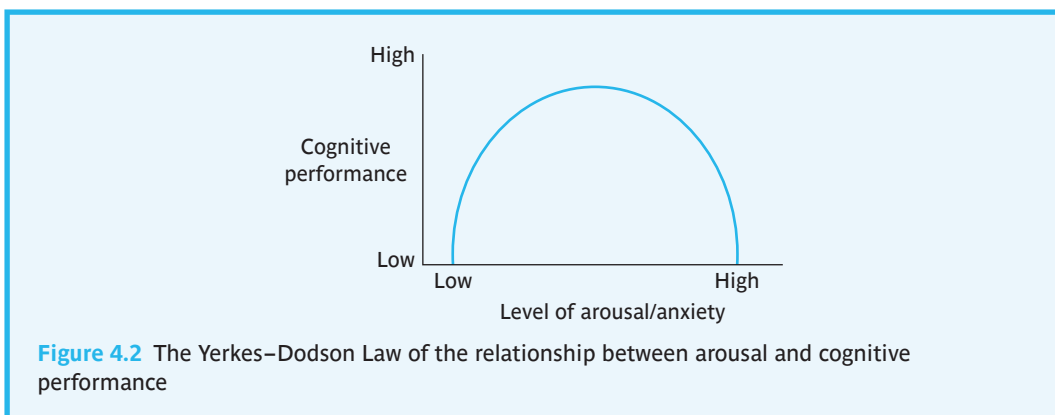 High
Cognitive
performance
Low
Low High
Level of arousal/anxiety
Figure 4.2 The Yerkes–Dodson Law of the relationship between arousal and cognitive
performance